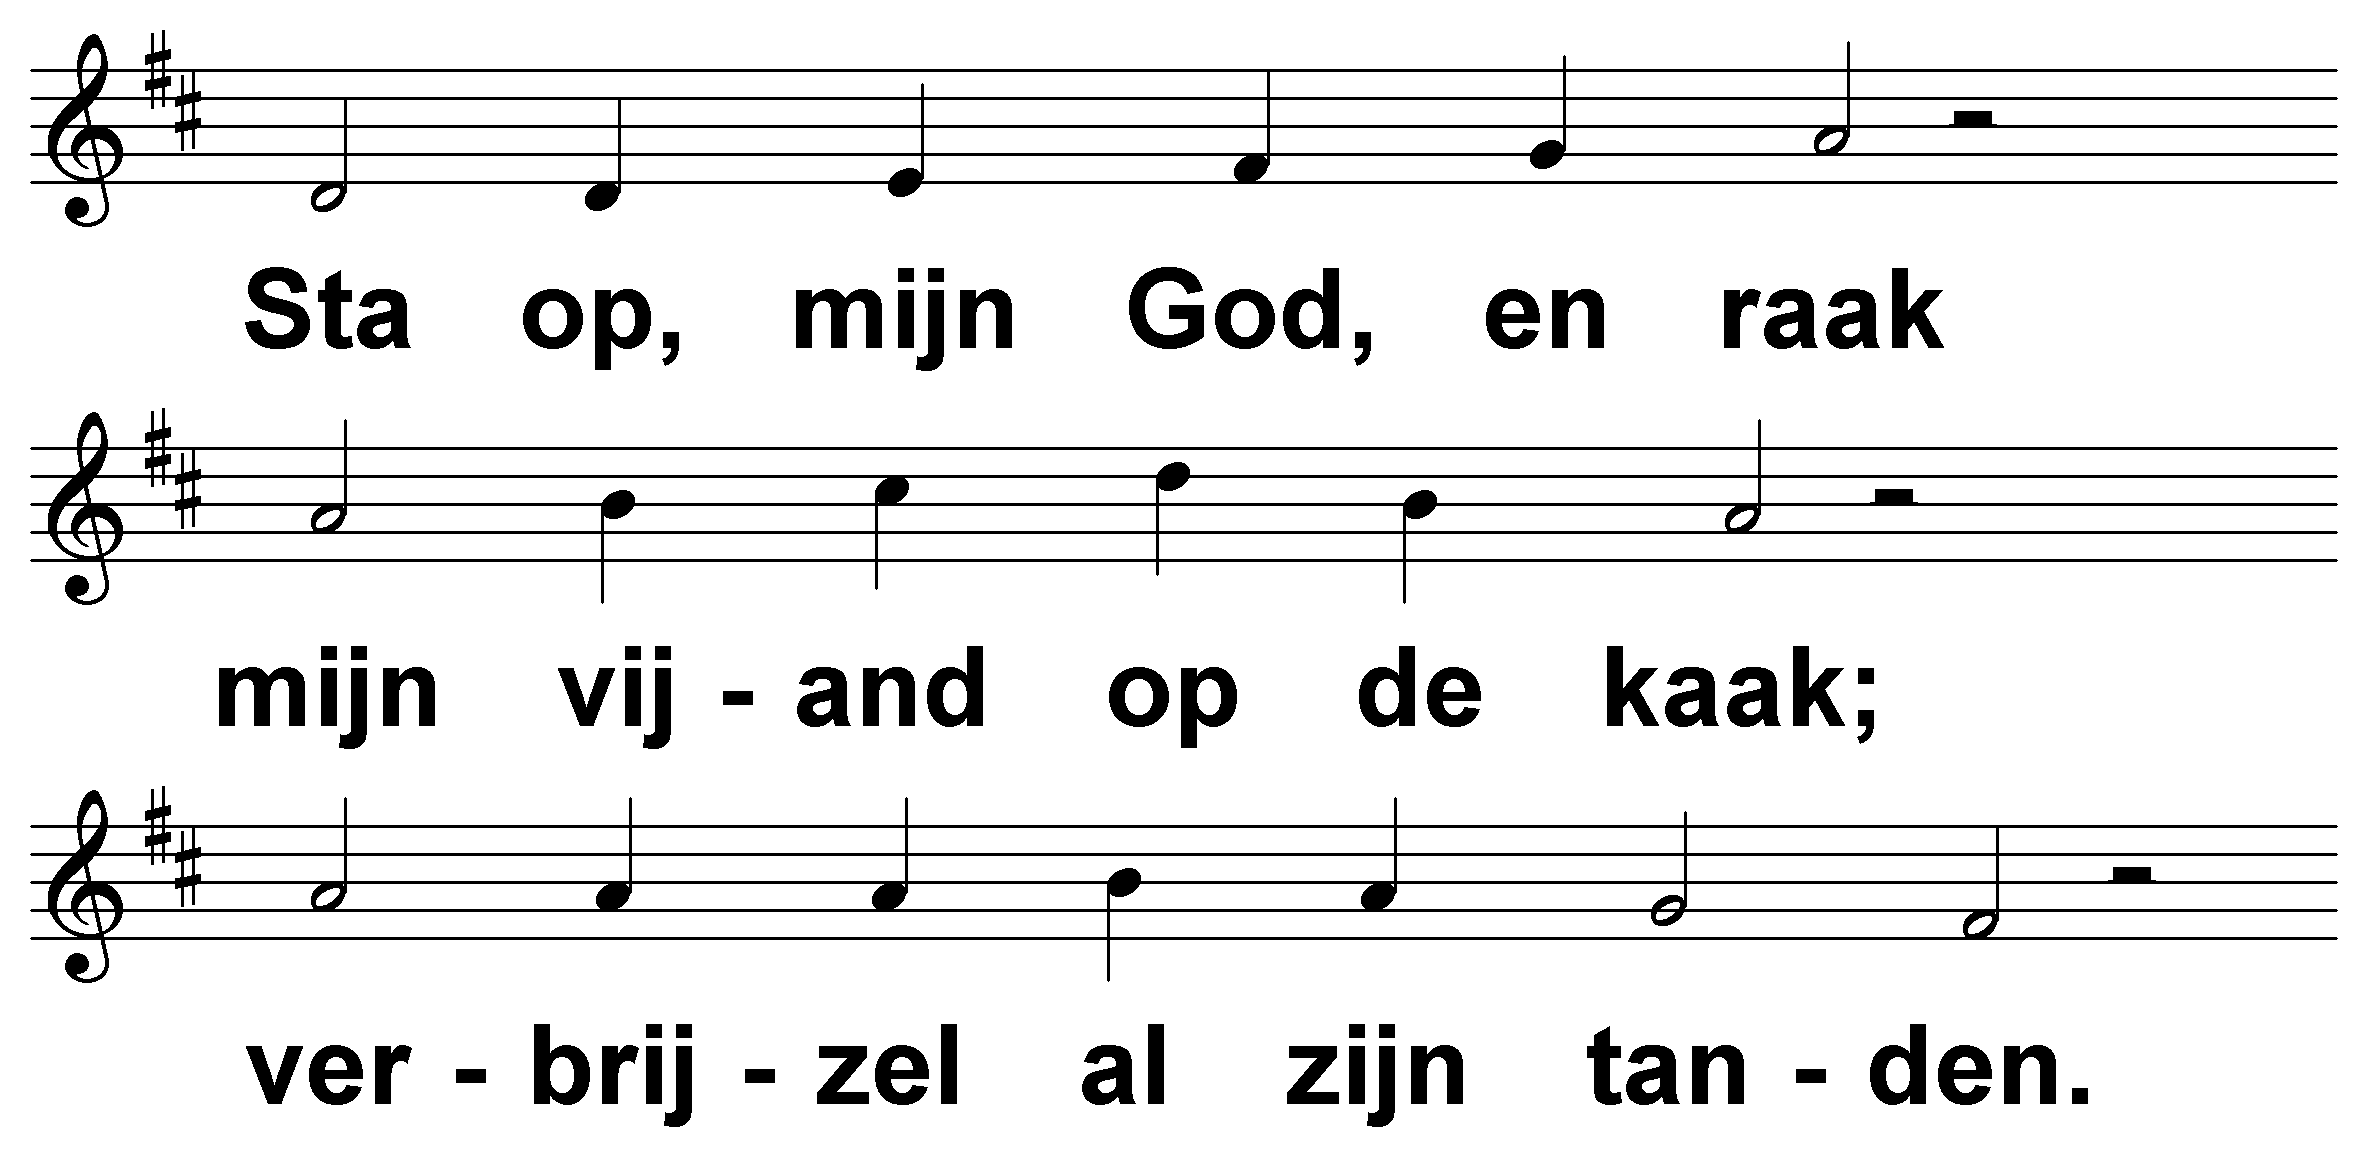 Sta op, mijn God, en raak
mijn vij - and op de kaak;
ver - brij - zel al zijn tan - den.